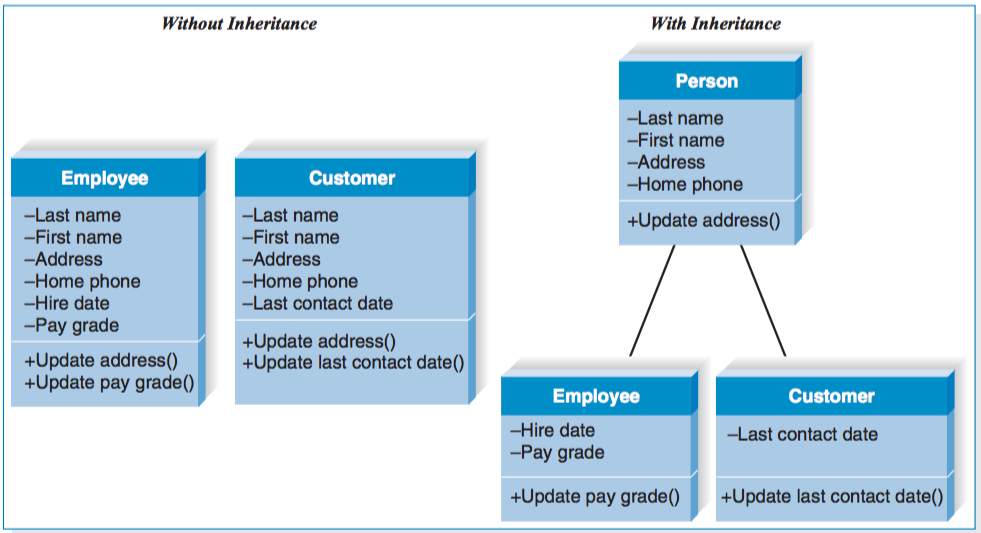 Without Inheritance
Employee
–Last name
–First name
–Address
–Home phone
–Hire date
–Pay grade
+Update address()
+Update pay grade()
Customer
–Last name
–First name
–Address
–Home phone
–Last contact date
+Update address()
+Update last contact date()
With Inheritance
Person
–Last name
–First name
–Address
–Home phone
+Update address()
Employee
–Hire date
–Pay grade
+Update pay grade()
Customer
–Last contact date
+Update last contact date()